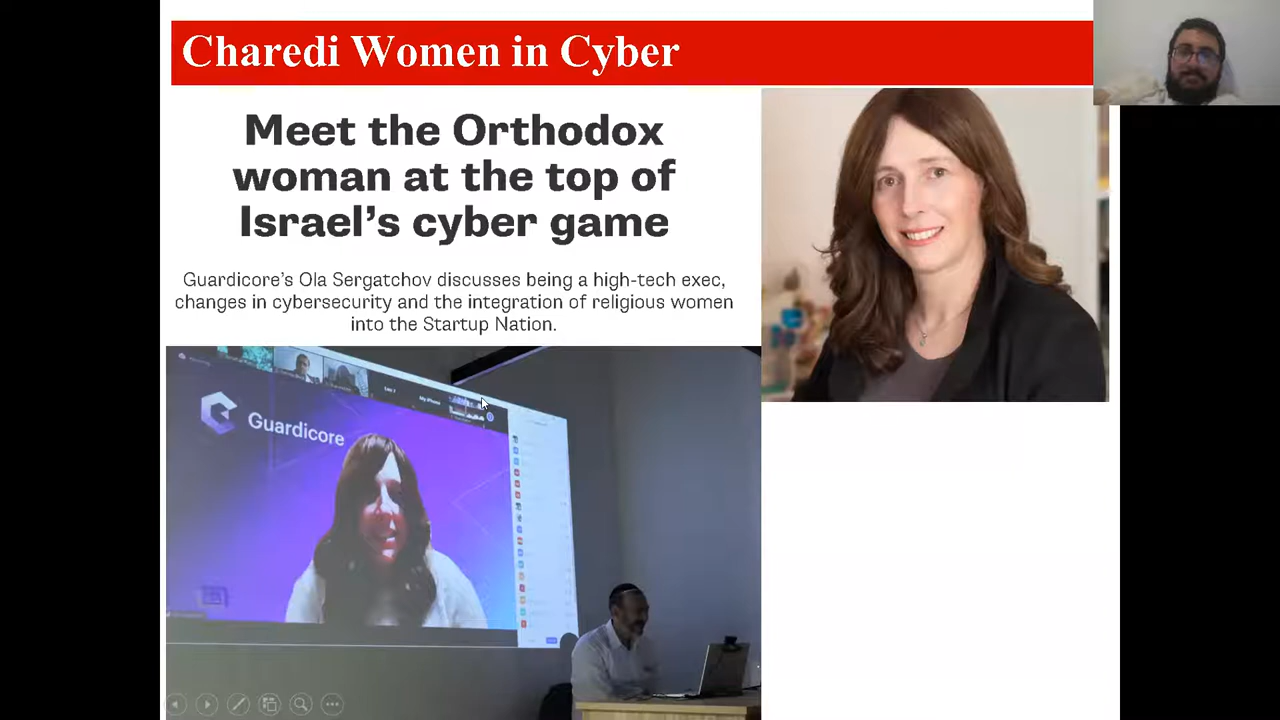 Charedi Women in Cyber
Meet the Orthodox
woman at the top of
Israel's cyber game
Guardicore's Ola Sergatchov discusses being a high-tech exec,
changes in cybersecurity and the integration of religious women
into the Startup Nation.
Guardicore